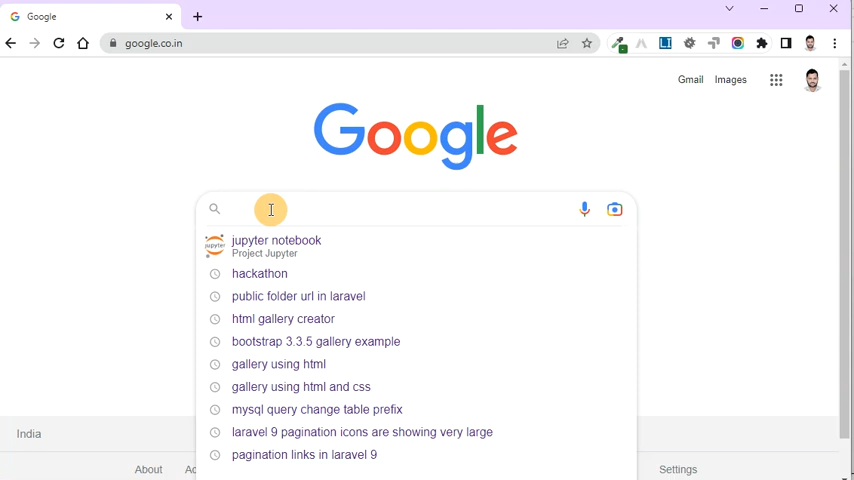 Google
google.co.in
Gmail Images
Google
jupyter jupyter notebook
Project Jupyter
hackathon
public folder url in laravel
html gallery creator
bootstrap 3.3.5 gallery example
gallery using html
gallery using html and css
mysql query change table prefix
laravel 9 pagination icons are showing very large
pagination links in laravel 9
India
About Settings